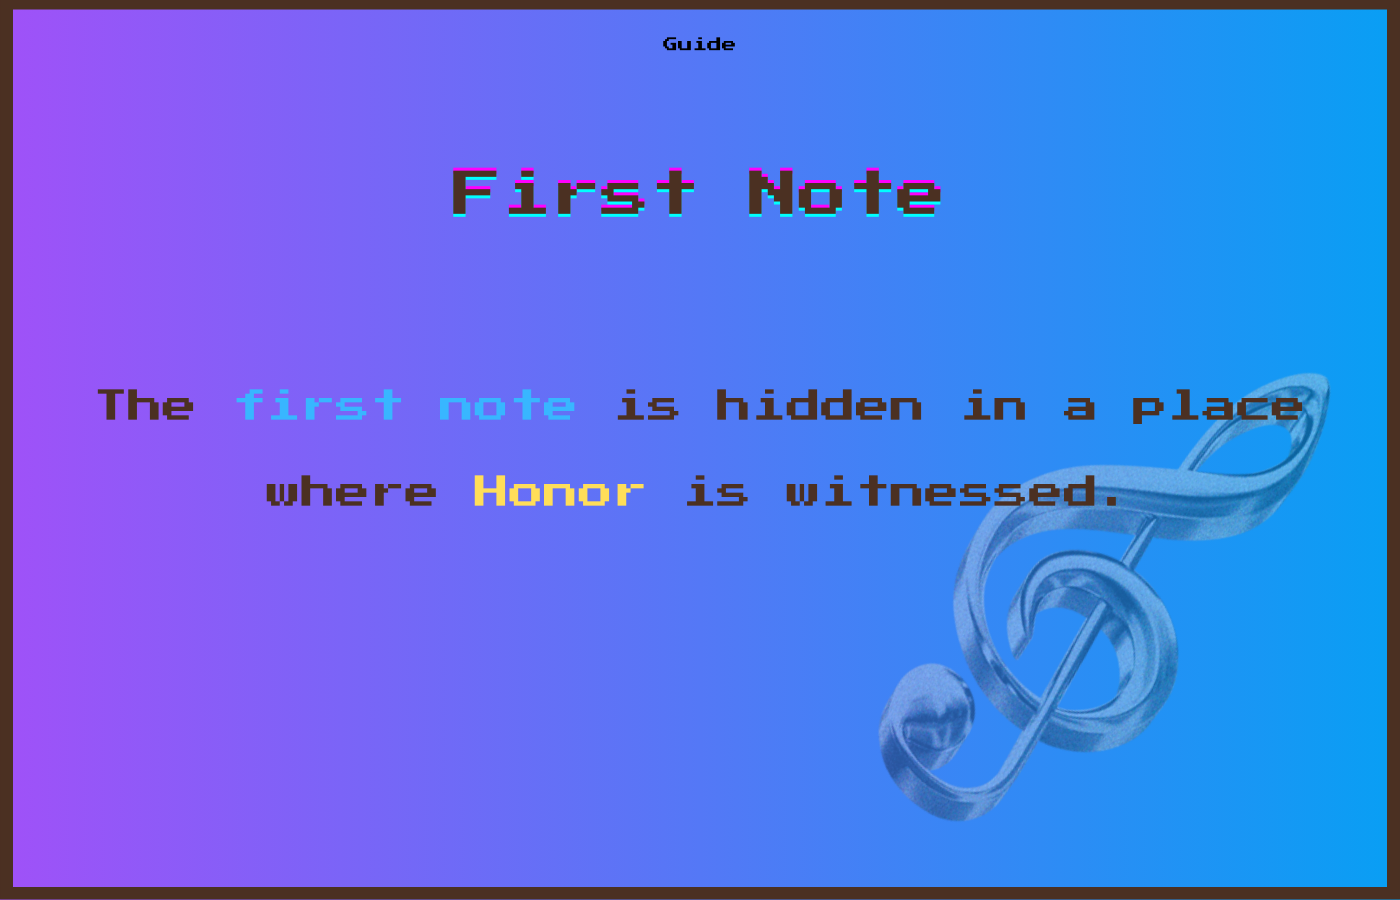 Guide
First Note
The first note is hidden in a place
where Honor is witnessed.